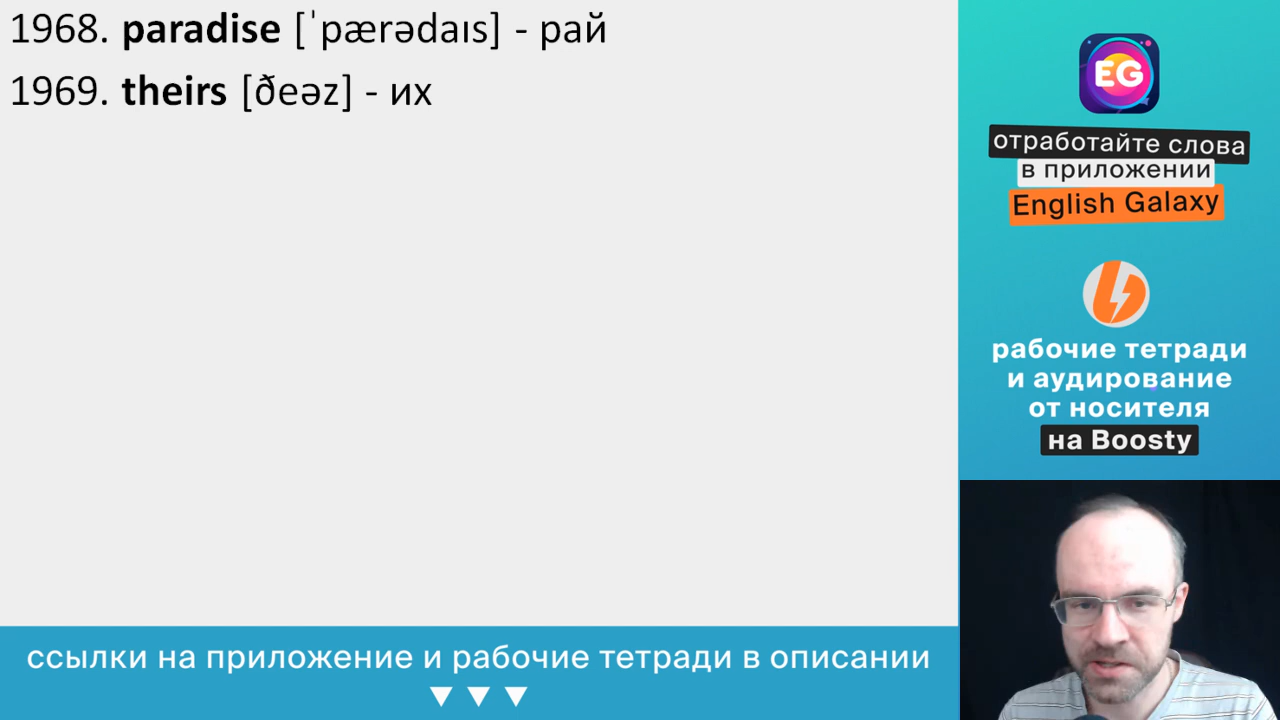 1968. paradise [ˈpærədaɪs] - рай
1969. theirs [ðeəz] - их
EG
отработайте слова
в приложении
English Galaxy
рабочие тетради
и аудирование
от носителя
на Boosty
ссылки на приложение и рабочие тетради в описании